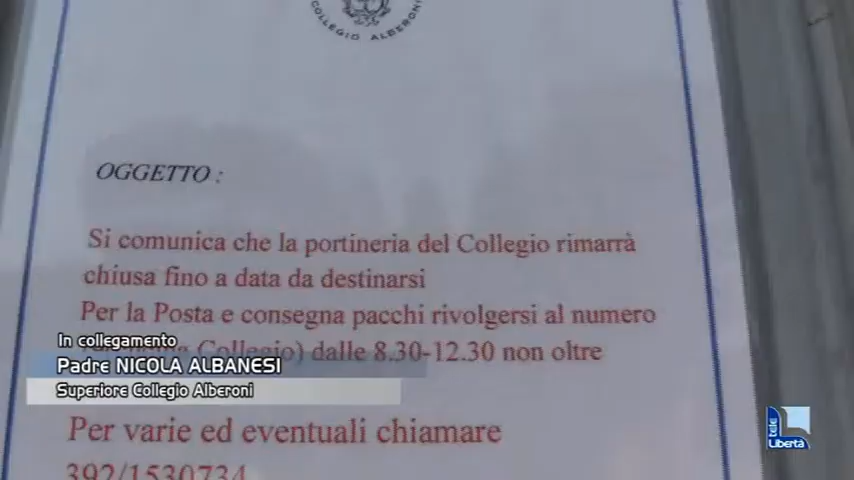 COLLEGIO ALBERONI
OGGETTO :
Si comunica che la portineria del Collegio rimarrà
chiusa fino a data da destinarsi
Per la Posta e consegna pacchi rivolgersi al numero
Collegio) dalle 8.30-12.30 non oltre
In collegamento
Padre NICOLA ALBANESI
Superiore Collegio Alberoni
Per varie ed eventuali chiamare
392/1530734
tele
Libertà